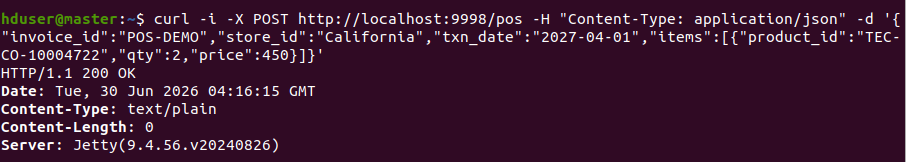 hduser@master:~$ curl -i -X POST http://localhost:9998/pos -H "Content-Type: application/json" -d '{
"invoice_id":"POS-DEMO","store_id":"California","txn_date":"2027-04-01","items":[{"product_id":"TEC-
CO-10004722","qty":2,"price":450}]}'
HTTP/1.1 200 OK
Date: Tue, 30 Jun 2026 04:16:15 GMT
Content-Type: text/plain
Content-Length: 0
Server: Jetty(9.4.56.v20240826)